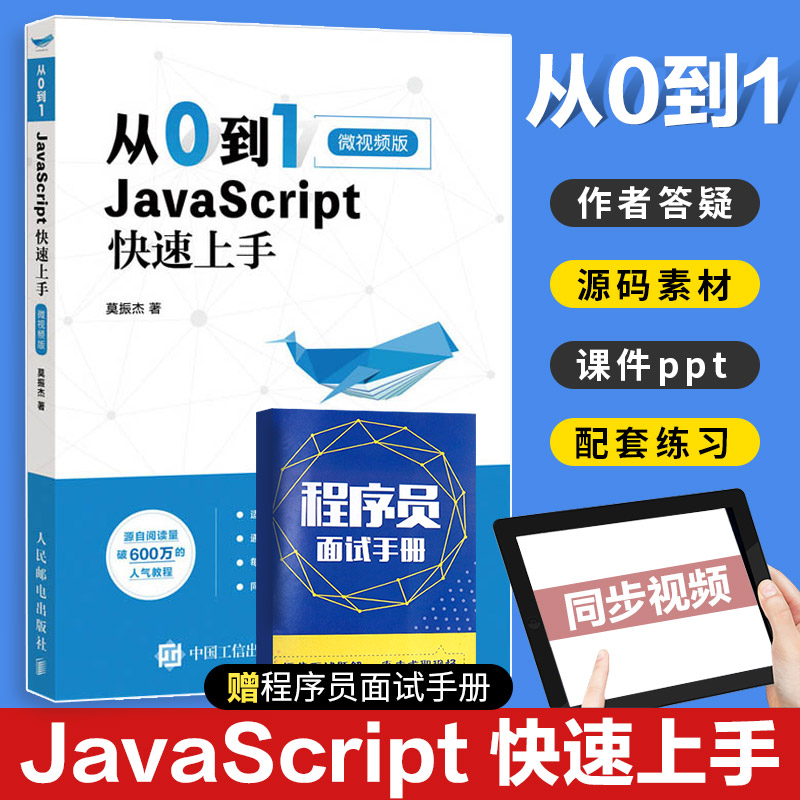 从0到1
JavaScript
快速上手
微视频版
莫振杰 著
人民邮电出版社
从0到1
微视频版
JavaScript
快速上手
莫振杰 著
源自阅读量
破600万的
人气教程
中国工信出
程序员
面试手册
赠程序员面试手册
从0到1
作者答疑
源码素材
课件ppt
配套练习
同步视频
JavaScript 快速上手